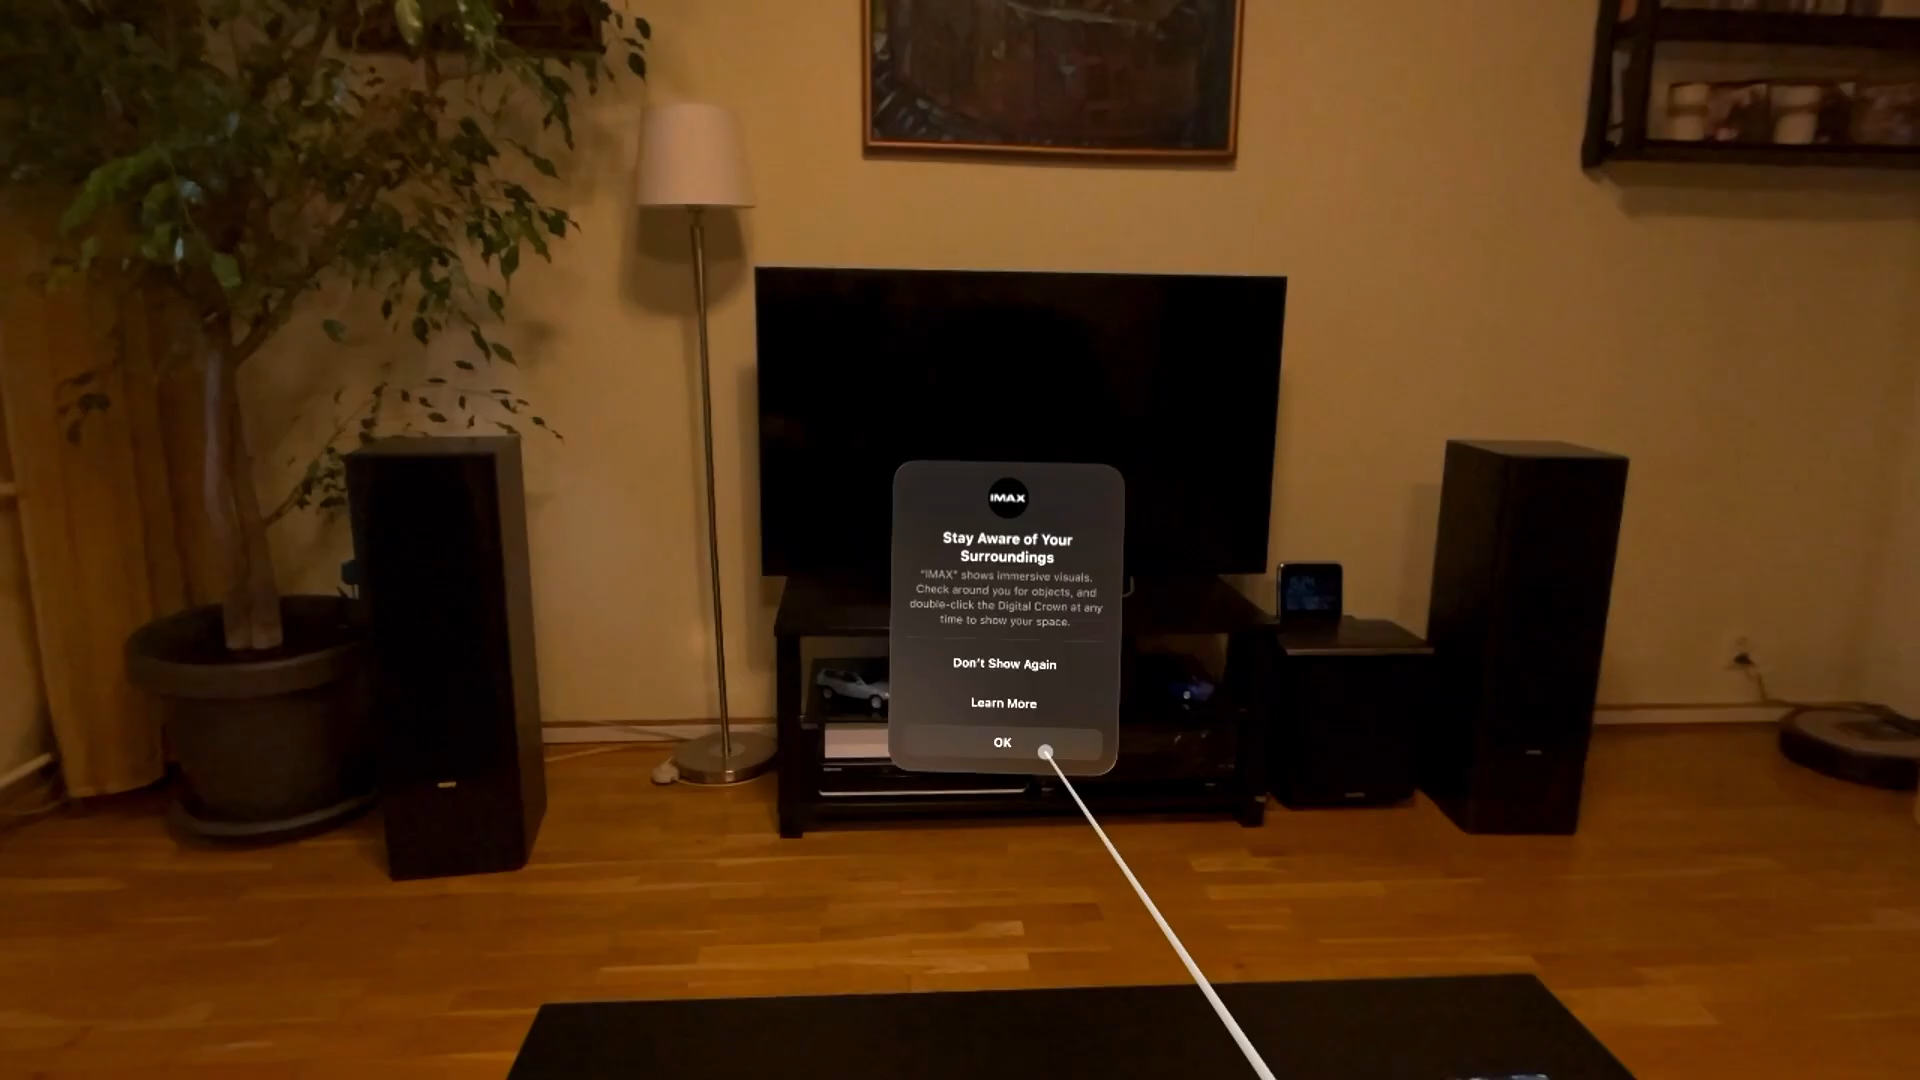 IMAX
Stay Aware of Your
Surroundings
"IMAX" shows immersive visuals.
Check around you for objects, and
double-click the Digital Crown at any
time to show your space.
Don't Show Again
Learn More
OK